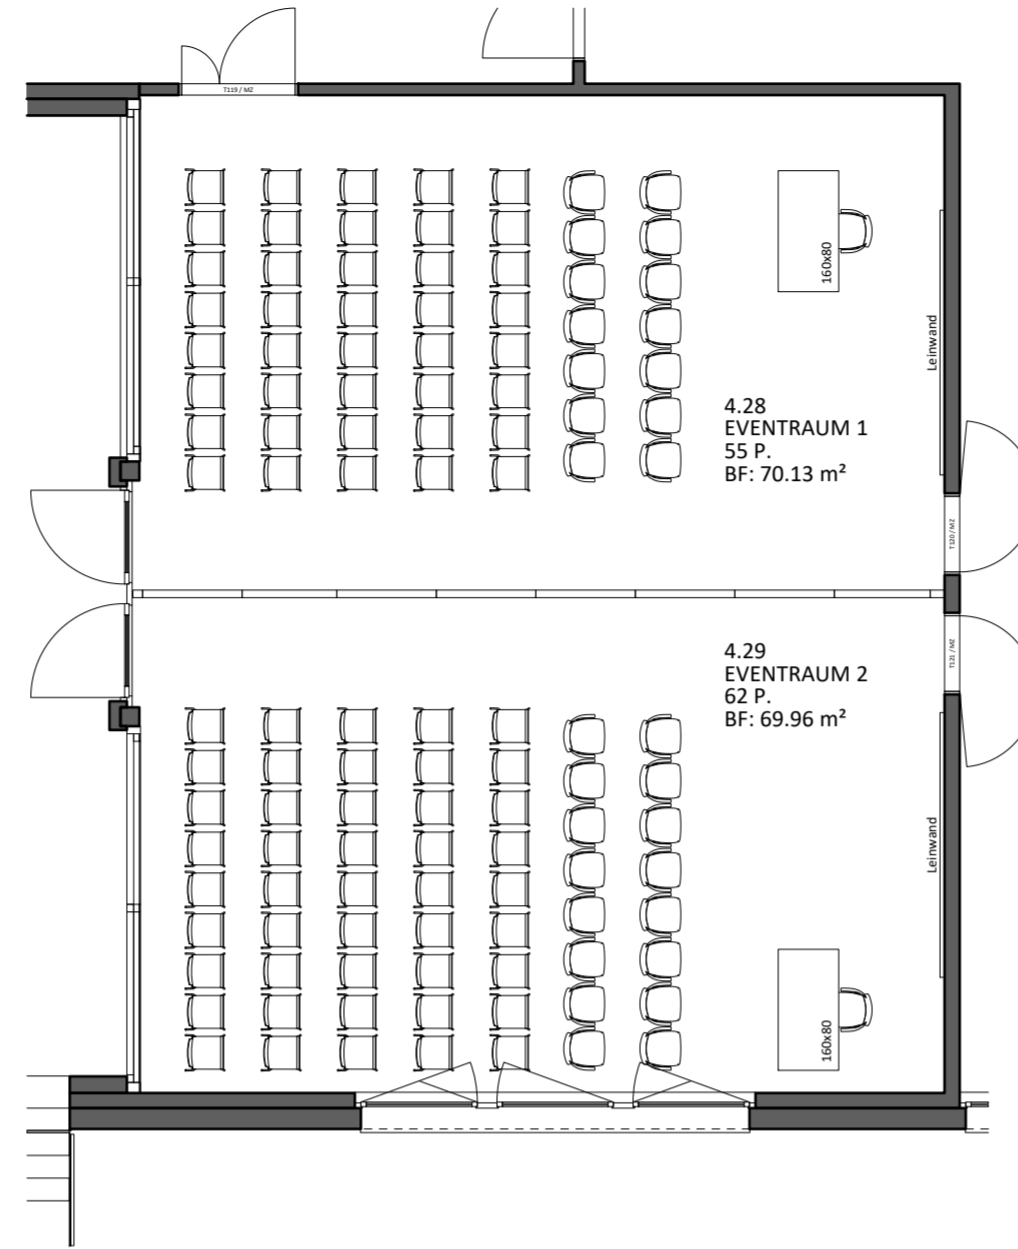 T119 / MZ
160x80
Leinwand
4.28
EVENTRAUM 1
55 P.
BF: 70.13 m²
T120 / MZ
4.29
EVENTRAUM 2
62 P.
BF: 69.96 m²
T121 / MZ
Leinwand
160x80